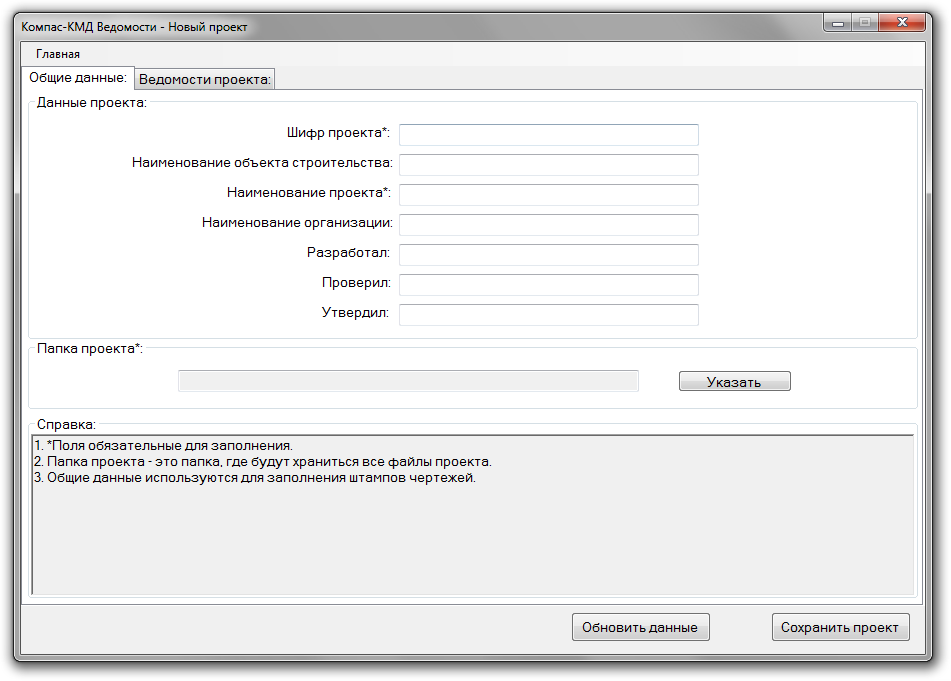 Компас-КМД Ведомости - Новый проект
Главная
Общие данные: Ведомости проекта:
Данные проекта:
Шифр проекта*:
Наименование объекта строительства:
Наименование проекта*:
Наименование организации:
Разработал:
Проверил:
Утвердил:
Папка проекта*:
Указать
Справка:
1. *Поля обязательные для заполнения.
2. Папка проекта - это папка, где будут храниться все файлы проекта.
3. Общие данные используются для заполнения штампов чертежей.
Обновить данные Сохранить проект